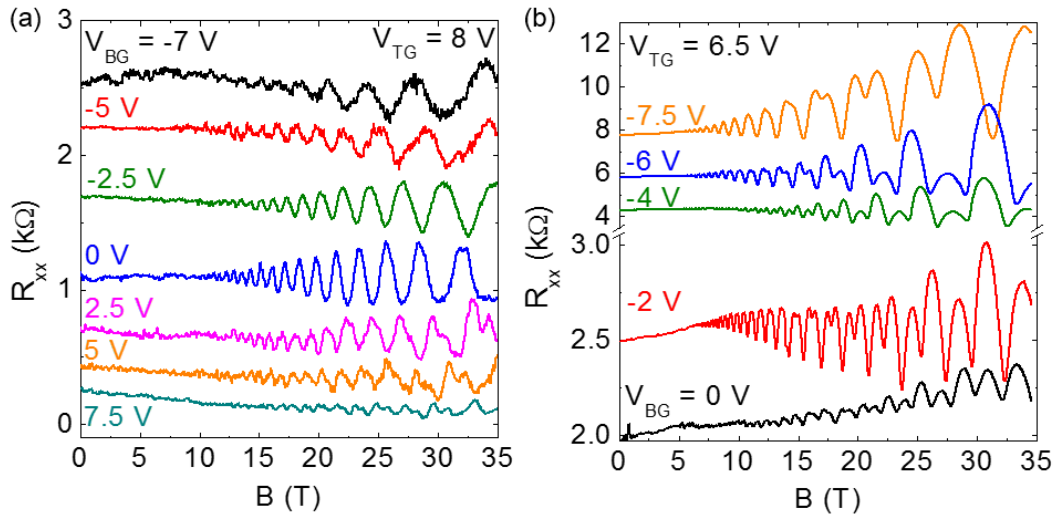 (a)
V_BG = -7 V
V_TG = 8 V
-5 V
-2.5 V
0 V
2.5 V
5 V
7.5 V
3
2
1
0
R_xx (kΩ)
0 5 10 15 20 25 30 35
B (T)
(b)
V_TG = 6.5 V
-7.5 V
-6 V
-4 V
-2 V
V_BG = 0 V
12
10
8
6
4
3.0
2.5
2.0
R_xx (kΩ)
0 5 10 15 20 25 30 35
B (T)